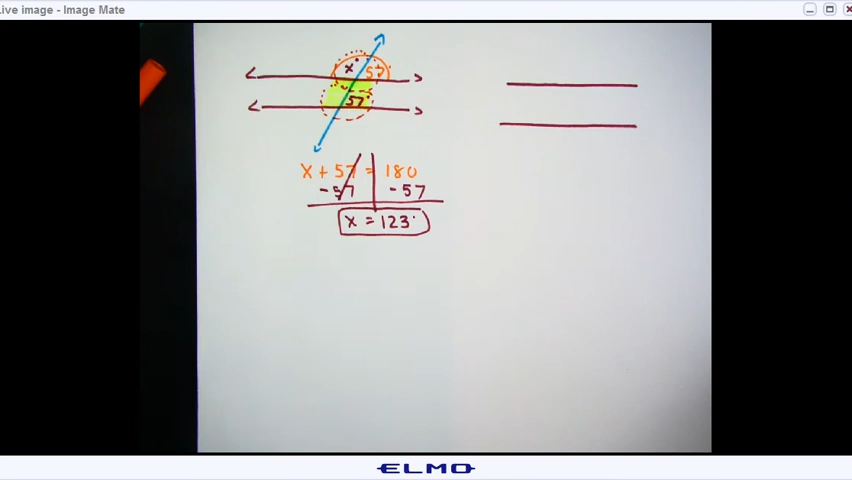 Live image - Image Mate
x° 57°
57°
x + 57 = 180
-57 -57
x = 123°
ELMO